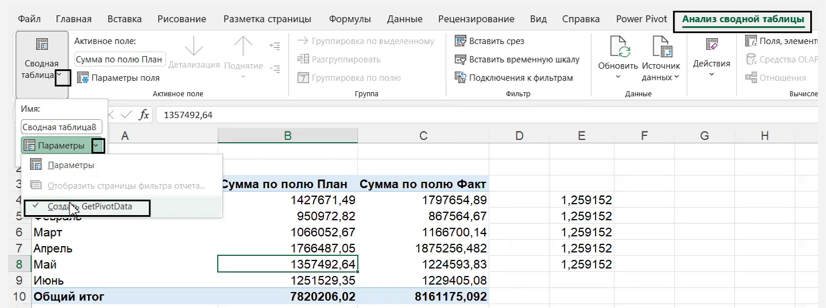 Файл Главная Вставка Рисование Разметка страницы Формулы Данные Рецензирование Вид Справка Power Pivot Анализ сводной таблицы
Сводная таблица
Активное поле:
Сумма по полю План
Параметры поля
Детализация
Поднятие
Активное поле
Группировка по выделенному
Разгруппировать
Группировка по полю
Группа
Вставить срез
Вставить временную шкалу
Подключения к фильтрам
Фильтр
Обновить
Источник данных
Данные
Действия
Поля, элемент
Средства OLAP
Отношения
Вычисле
Имя:
Сводная таблица8
Параметры
Параметры
Отобразить страницы фильтра отчета...
Создать GetPivotData
fx 1357492,64
A B C D E F G H
3 Сумма по полю План Сумма по полю Факт
4 1427671,49 1797654,89 1,259152
5 Февраль 950972,82 867564,67 1,259152
6 Март 1066052,67 1166700,14 1,259152
7 Апрель 1766487,05 1875256,482 1,259152
8 Май 1357492,64 1224593,83 1,259152
9 Июнь 1251529,35 1229405,08
10 Общий итог 7820206,02 8161175,092